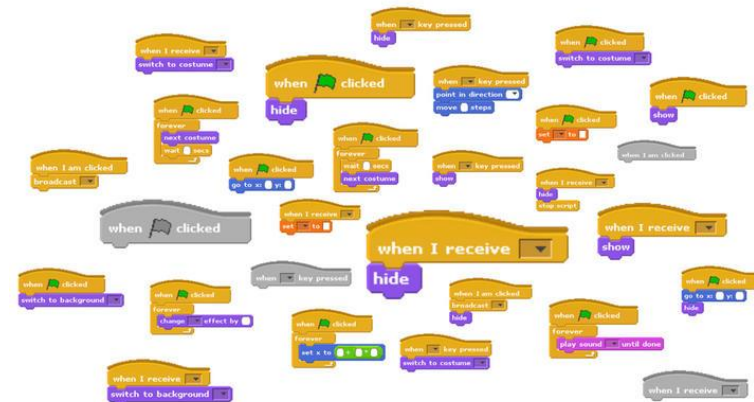 when key pressed
hide
when I receive
switch to costume
when clicked
switch to costume
when clicked
hide
when key pressed
point in direction
move steps
when clicked
show
when clicked
forever
next costume
wait secs
when clicked
set to
when clicked
forever
wait secs
next costume
when I am clicked
when I am clicked
broadcast
when clicked
go to x: y:
when key pressed
show
when I receive
hide
stop script
when clicked
when I receive
set to
when I receive
hide
when I receive
show
when clicked
switch to background
when key pressed
when clicked
go to x: y:
hide
when clicked
forever
change effect by
when I am clicked
broadcast
hide
when clicked
forever
set x to + *
when clicked
forever
play sound until done
when key pressed
switch to costume
when I receive
switch to background
when I receive